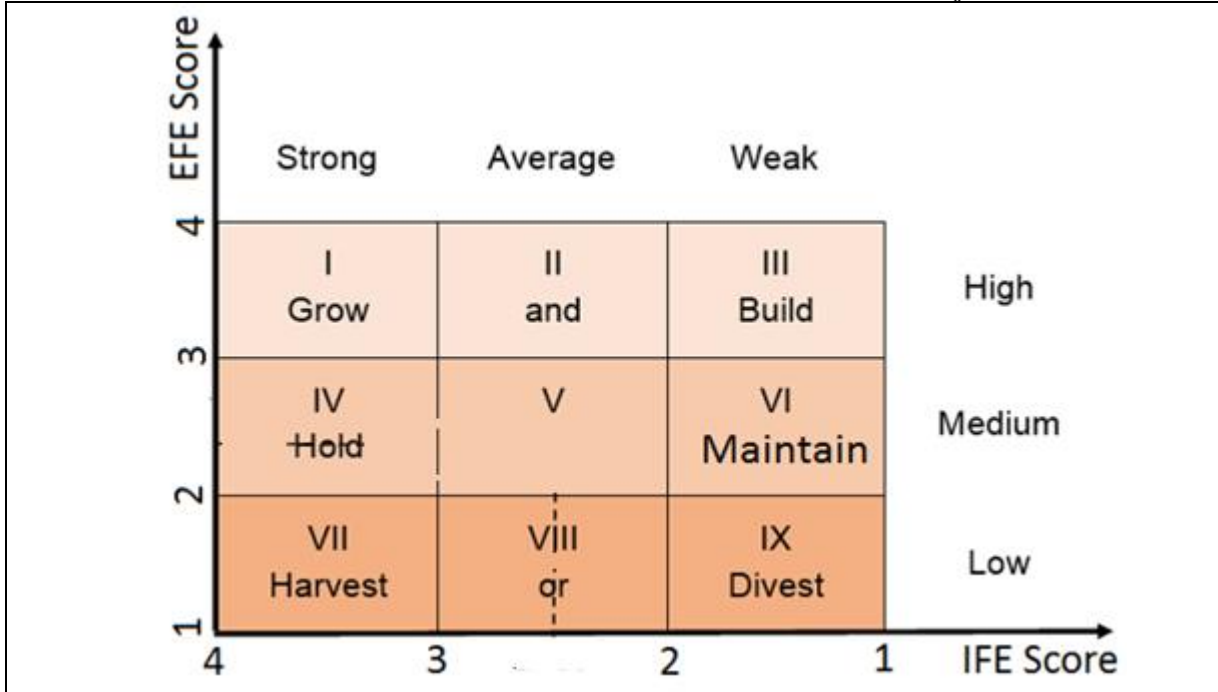 EFE Score
Strong Average Weak
4
I II III
Grow and Build
High
3
IV V VI
Hold Maintain
Medium
2
VII VIII IX
Harvest or Divest
Low
1
4 3 2 1 IFE Score